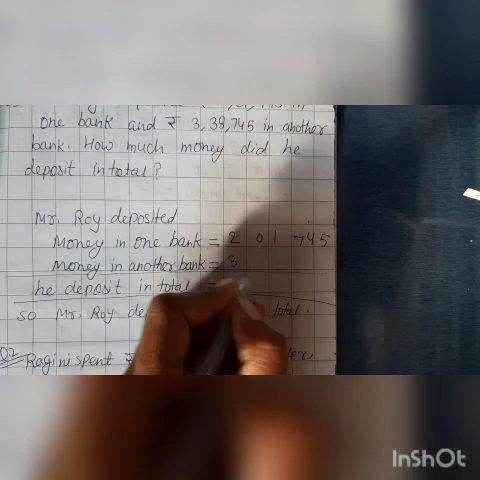 one bank and ₹ 3,38,745 in another
bank. How much money did he
deposit in total?
Mr. Roy deposited
Money in one bank = 2 0 1 745
Money in another bank = 3
he deposit in total =
so Mr. Roy de total.
Q2 Ragini spent
InShOt